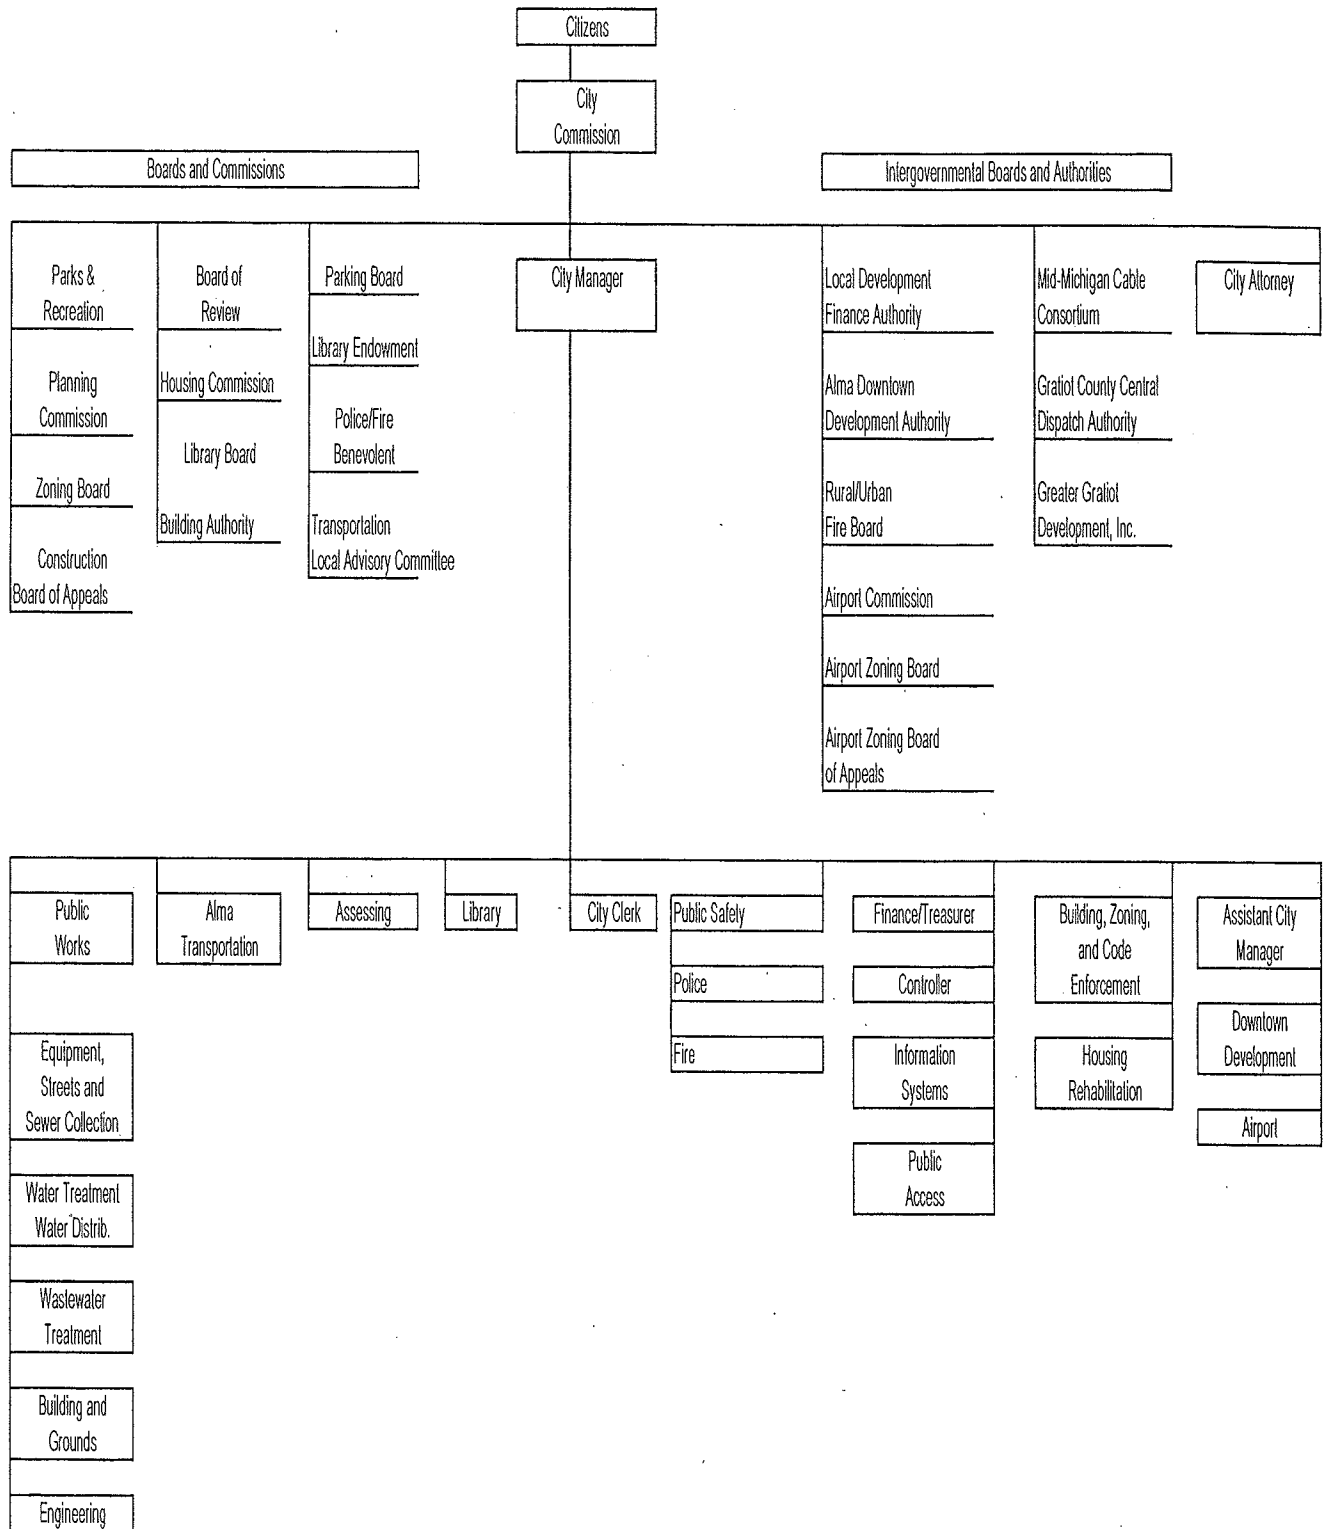 Citizens
City
Commission
Boards and Commissions
Intergovernmental Boards and Authorities
Parks &
Recreation
Planning
Commission
Zoning Board
Construction
Board of Appeals
Board of
Review
Housing Commission
Library Board
Building Authority
Parking Board
Library Endowment
Police/Fire
Benevolent
Transportation
Local Advisory Committee
City Manager
Local Development
Finance Authority
Alma Downtown
Development Authority
Rural/Urban
Fire Board
Airport Commission
Airport Zoning Board
Airport Zoning Board
of Appeals
Mid-Michigan Cable
Consortium
Gratiot County Central
Dispatch Authority
Greater Gratiot
Development, Inc.
City Attorney
Public
Works
Equipment,
Streets and
Sewer Collection
Water Treatment
Water Distrib.
Wastewater
Treatment
Building and
Grounds
Engineering
Alma
Transportation
Assessing
Library
City Clerk
Public Safety
Police
Fire
Finance/Treasurer
Controller
Information
Systems
Public
Access
Building, Zoning,
and Code
Enforcement
Housing
Rehabilitation
Assistant City
Manager
Downtown
Development
Airport